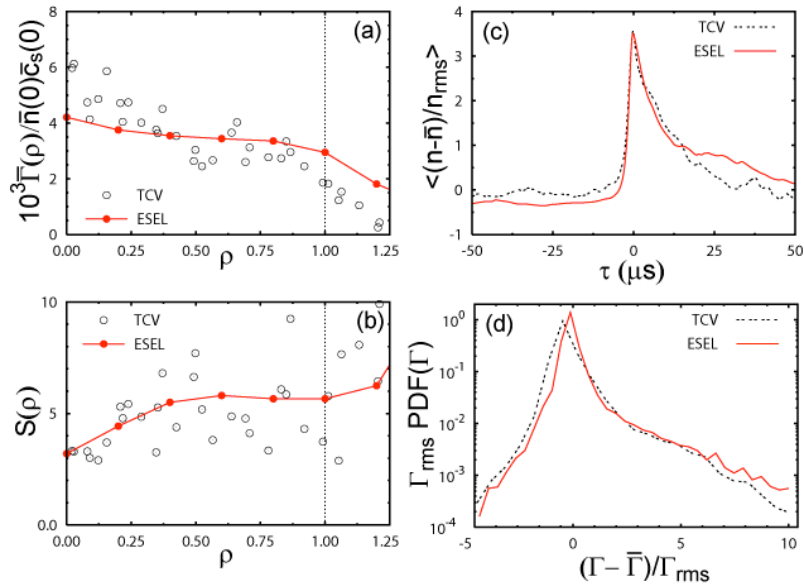 (a)
10³Γ̅(ρ)/n̅(0)c̅ₛ(0)
8
6
4
2
0
TCV
ESEL
0.00 0.25 0.50 0.75 1.00 1.25
ρ
(b)
S(ρ)
10
5
0.0
TCV
ESEL
0.00 0.25 0.50 0.75 1.00 1.25
ρ
(c)
<(n-n̅)/n_rms>
4
3
2
1
0
-1
TCV
ESEL
-50 -25 0 25 50
τ (μs)
(d)
Γ_rms PDF(Γ)
10⁰
10⁻¹
10⁻²
10⁻³
10⁻⁴
TCV
ESEL
-5 0 5 10
(Γ-Γ̅)/Γ_rms